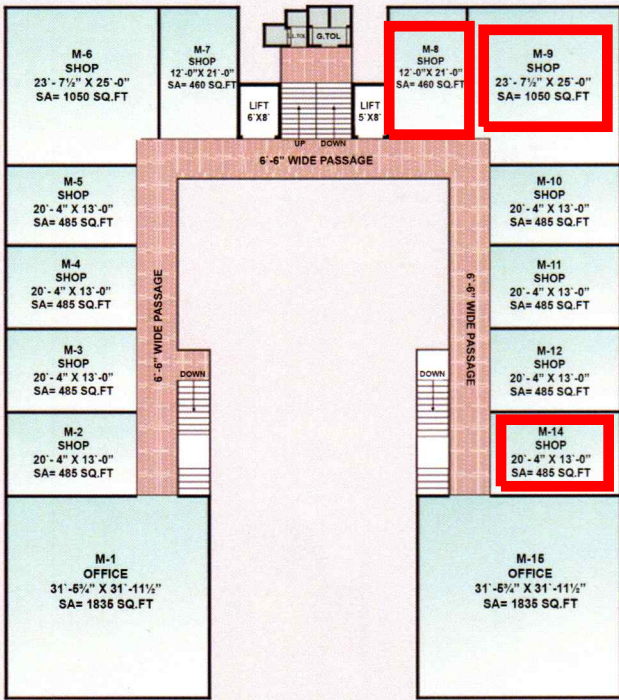 M-6
SHOP
23'-7½" X 25'-0"
SA= 1050 SQ.FT
M-7
SHOP
12'-0"X 21'-0"
SA= 460 SQ.FT
L.TOL
G.TOL
LIFT
6'X8'
LIFT
5'X8'
UP DOWN
M-8
SHOP
12'-0"X 21'-0"
SA= 460 SQ.FT
M-9
SHOP
23'-7½" X 25'-0"
SA= 1050 SQ.FT
6'-6" WIDE PASSAGE
M-5
SHOP
20'-4" X 13'-0"
SA= 485 SQ.FT
M-10
SHOP
20'-4" X 13'-0"
SA= 485 SQ.FT
M-4
SHOP
20'-4" X 13'-0"
SA= 485 SQ.FT
M-11
SHOP
20'-4" X 13'-0"
SA= 485 SQ.FT
6'-6" WIDE PASSAGE
6'-6" WIDE PASSAGE
M-3
SHOP
20'-4" X 13'-0"
SA= 485 SQ.FT
DOWN
DOWN
M-12
SHOP
20'-4" X 13'-0"
SA= 485 SQ.FT
M-2
SHOP
20'-4" X 13'-0"
SA= 485 SQ.FT
M-14
SHOP
20'-4" X 13'-0"
SA= 485 SQ.FT
M-1
OFFICE
31'-5¾" X 31'-11½"
SA= 1835 SQ.FT
M-15
OFFICE
31'-5¾" X 31'-11½"
SA= 1835 SQ.FT